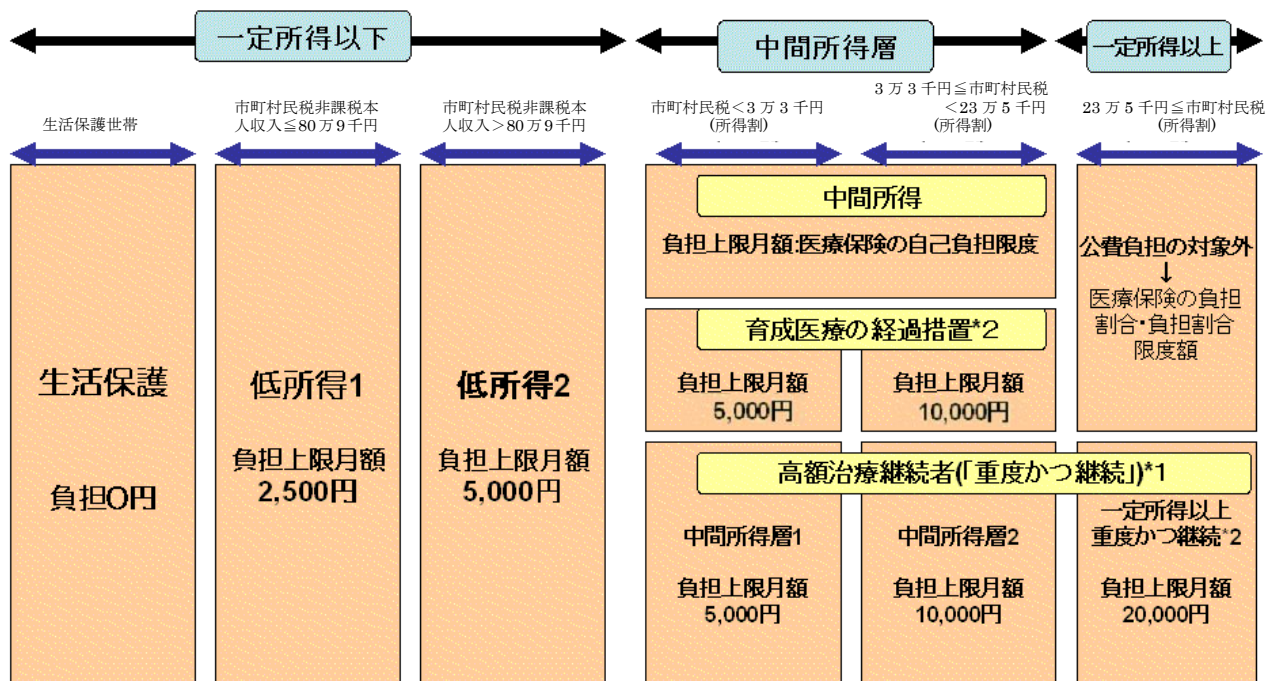 一定所得以下
中間所得層
一定所得以上
生活保護世帯
市町村民税非課税本
人収入≦80万9千円
市町村民税非課税本
人収入＞80万9千円
市町村民税＜3万3千円
(所得割)
3万3千円≦市町村民税
＜23万5千円
(所得割)
23万5千円≦市町村民税
(所得割)
生活保護
負担0円
低所得1
負担上限月額
2,500円
低所得2
負担上限月額
5,000円
中間所得
負担上限月額:医療保険の自己負担限度
育成医療の経過措置*2
負担上限月額
5,000円
負担上限月額
10,000円
公費負担の対象外
↓
医療保険の負担
割合・負担割合
限度額
高額治療継続者(「重度かつ継続」)*1
中間所得層1
負担上限月額
5,000円
中間所得層2
負担上限月額
10,000円
一定所得以上
重度かつ継続*2
負担上限月額
20,000円